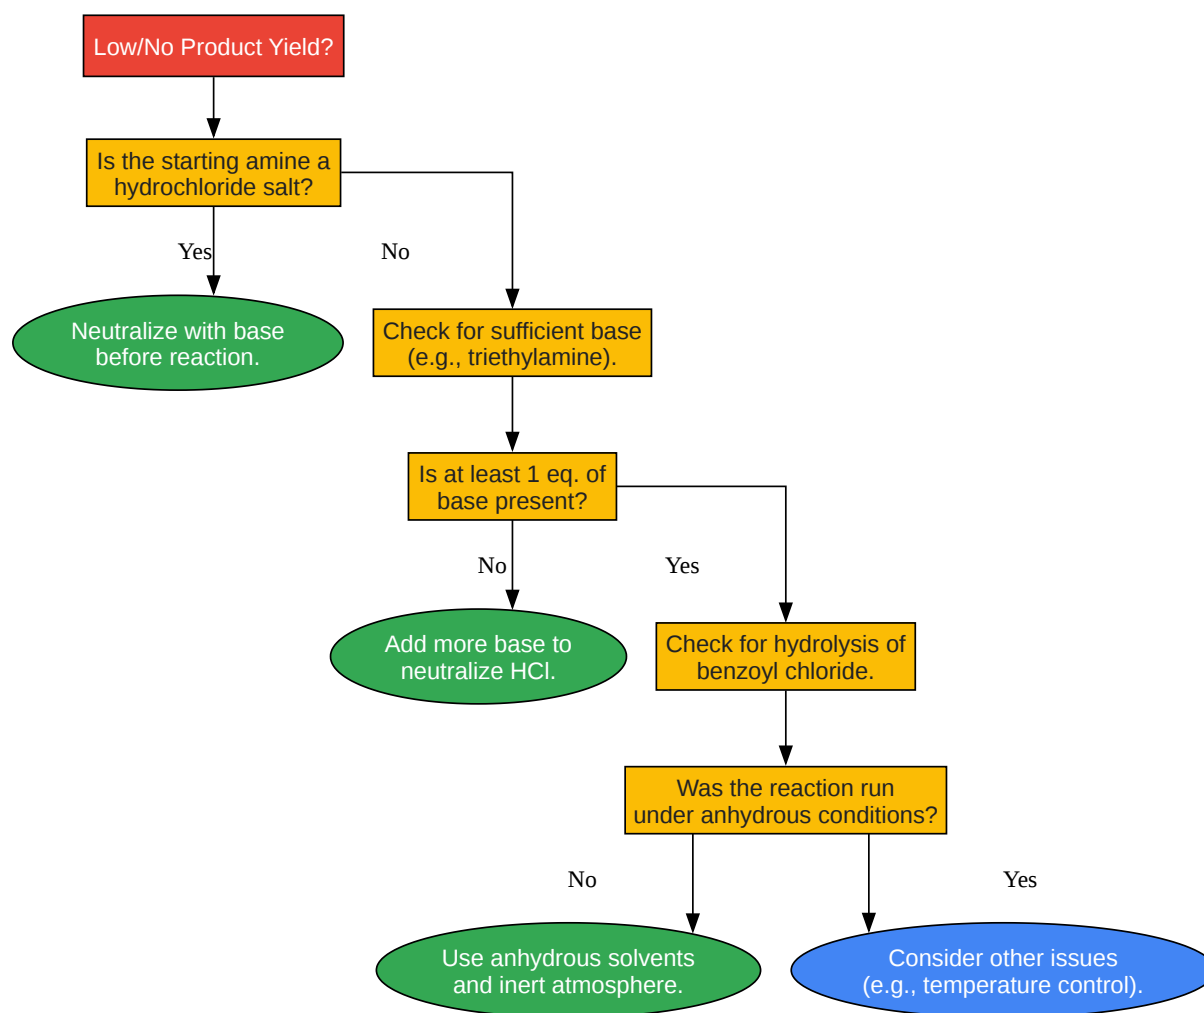 Low/No Product Yield?
Is the starting amine a
hydrochloride salt?
Yes
No
Neutralize with base
before reaction.
Check for sufficient base
(e.g., triethylamine).
Is at least 1 eq. of
base present?
No
Yes
Add more base to
neutralize HCl.
Check for hydrolysis of
benzoyl chloride.
Was the reaction run
under anhydrous conditions?
No
Yes
Use anhydrous solvents
and inert atmosphere.
Consider other issues
(e.g., temperature control).